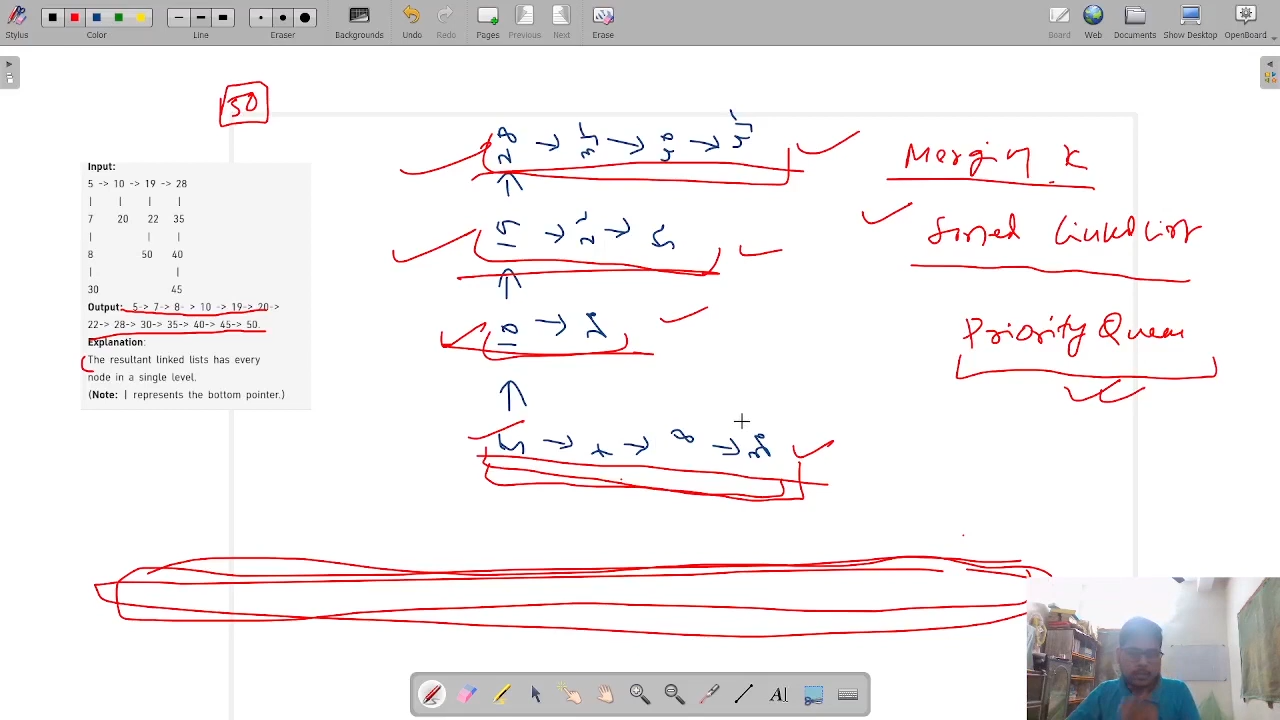 Stylus
Color
Line
Eraser
Backgrounds
Undo
Redo
Pages
Previous
Next
Erase
Board
Web
Documents
Show Desktop
OpenBoard
50
Input:
5 -> 10 -> 19 -> 28
| | | |
7 20 22 35
| | |
8 50 40
| |
30 45
Output: 5-> 7-> 8- > 10 -> 19-> 20->
22-> 28-> 30-> 35-> 40-> 45-> 50.
Explanation:
The resultant linked lists has every
node in a single level.
(Note: | represents the bottom pointer.)
Merging K
Sorted Linked List
Priority Queue